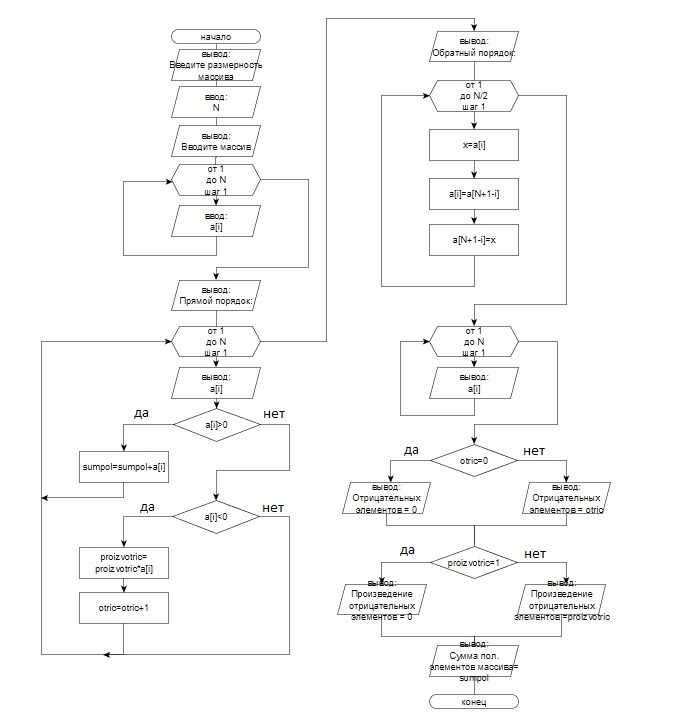 начало
вывод:
Введите размерность
массива
ввод:
N
вывод:
Вводите массив
от 1
до N
шаг 1
ввод:
a[i]
вывод:
Прямой порядок:
от 1
до N
шаг 1
вывод:
a[i]
a[i]>0
да
нет
sumpol=sumpol+a[i]
a[i]<0
да
нет
proizvotric=
proizvotric*a[i]
otric=otric+1
вывод:
Обратный порядок:
от 1
до N/2
шаг 1
x=a[i]
a[i]=a[N+1-i]
a[N+1-i]=x
от 1
до N
шаг 1
вывод:
a[i]
otric=0
да
нет
вывод:
Отрицательных
элементов = 0
вывод:
Отрицательных
элементов = otric
proizvotric=1
да
нет
вывод:
Произведение
отрицательных
элементов = 0
вывод:
Произведение
отрицательных
элементов =proizvotric
вывод:
Сумма пол.
элементов массива=
sumpol
конец